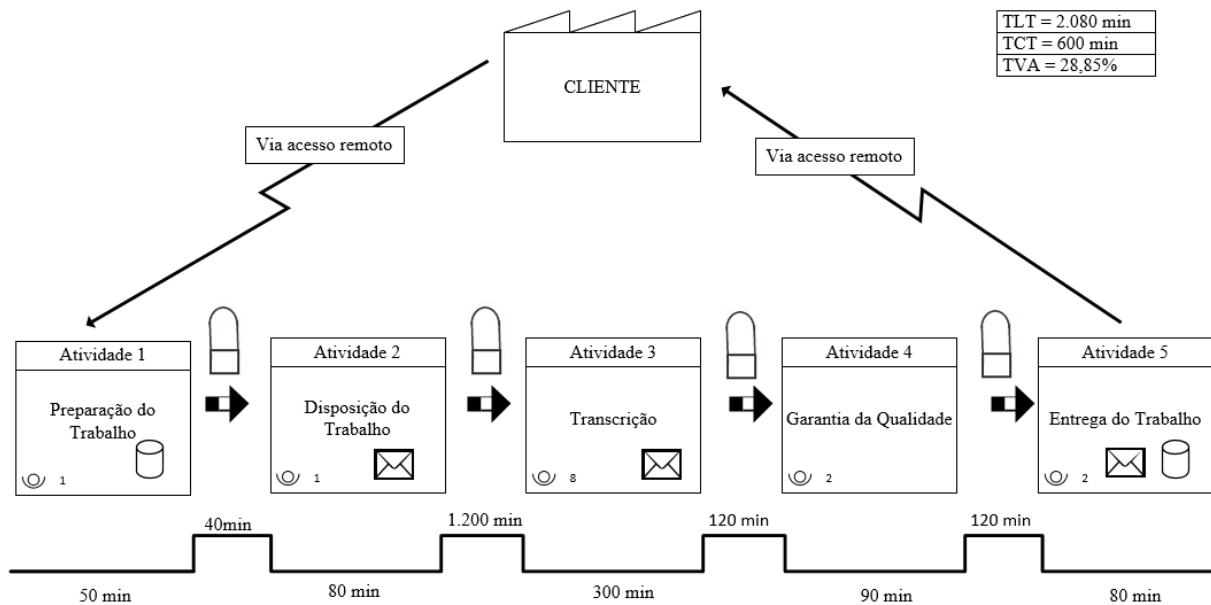 TLT = 2.080 min
TCT = 600 min
TVA = 28,85%
CLIENTE
Via acesso remoto
Via acesso remoto
Atividade 1
Preparação do
Trabalho
1
Atividade 2
Disposição do
Trabalho
1
Atividade 3
Transcrição
8
Atividade 4
Garantia da Qualidade
2
Atividade 5
Entrega do Trabalho
2
40min
1.200 min
120 min
120 min
50 min
80 min
300 min
90 min
80 min